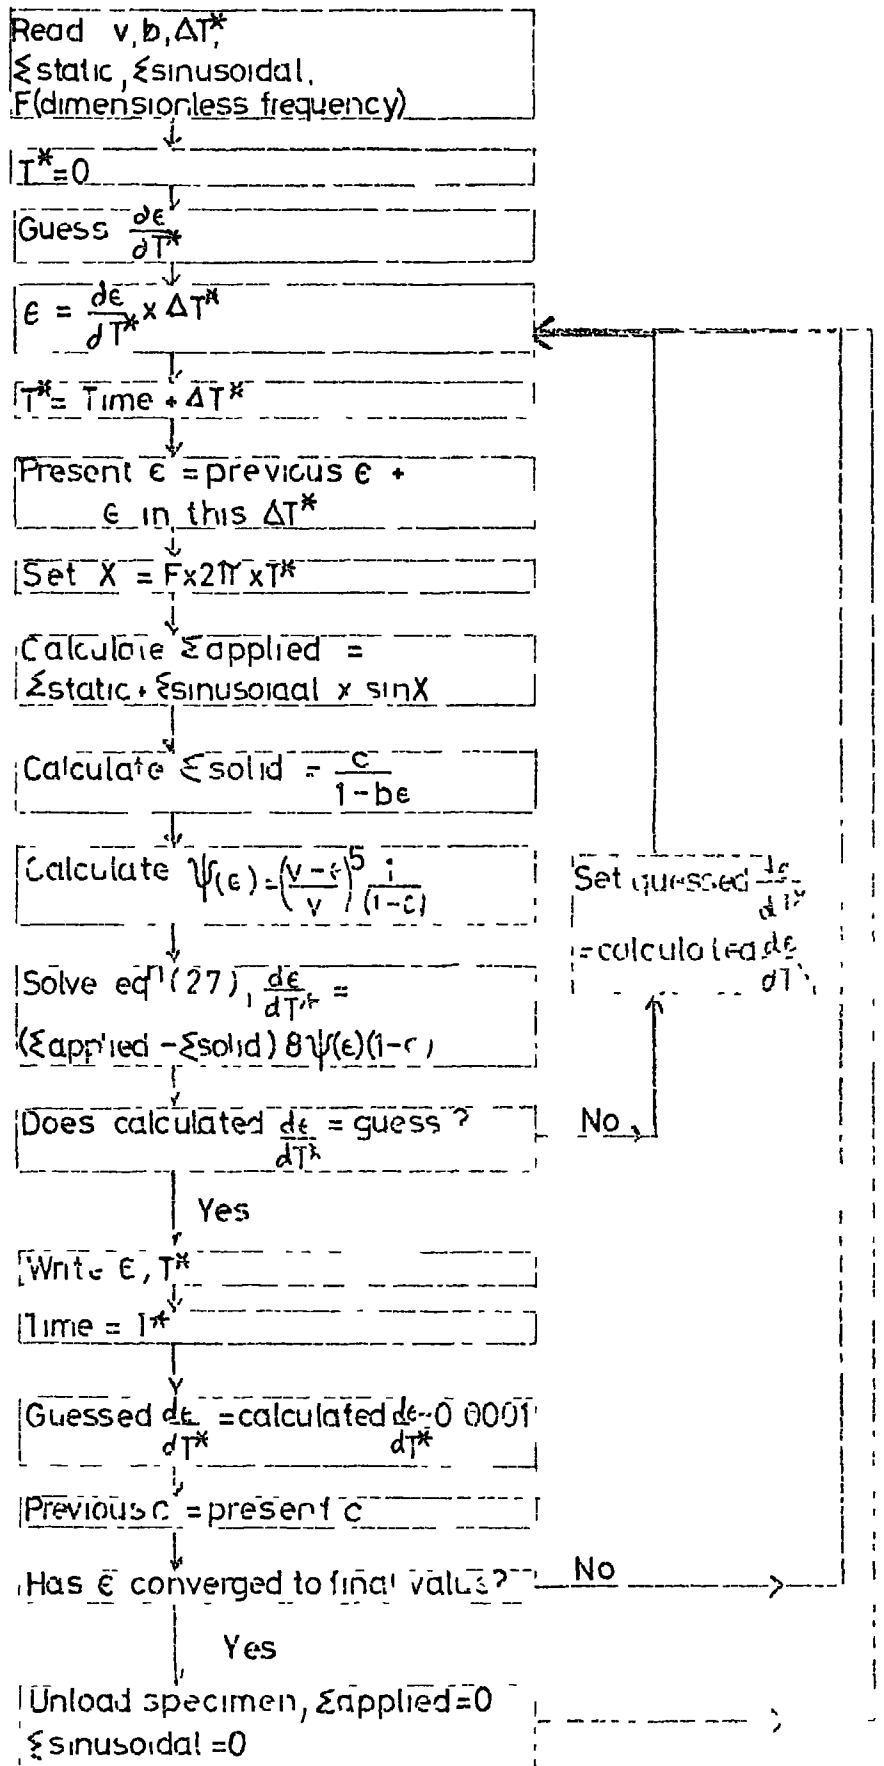 Read v, b, ΔT*,
Σstatic, Σsinusoidal,
F(dimensionless frequency)
T*=0
Guess dε/dT*
ε = dε/dT* x ΔT*
T*= Time + ΔT*
Present ε = previous ε +
ε in this ΔT*
Set X = Fx2πxT*
Calculate Σapplied =
Σstatic + Σsinusoidal x sinX
Calculate Σsolid = ε/(1-bε)
Calculate ψ(ε) = ((v-ε)/v)^5 1/(1-ε)
Solve eqn(27), dε/dT* =
(Σapplied - Σsolid) 8ψ(ε)(1-ε)
Does calculated dε/dT* = guess?
No
Set guessed dε/dT*
=calculated dε/dT*
Yes
Write ε, T*
Time = T*
Guessed dε/dT* = calculated dε/dT* -0 0001
Previous ε = present ε
Has ε converged to final value?
No
Yes
Unload specimen, Σapplied=0
Σsinusoidal=0